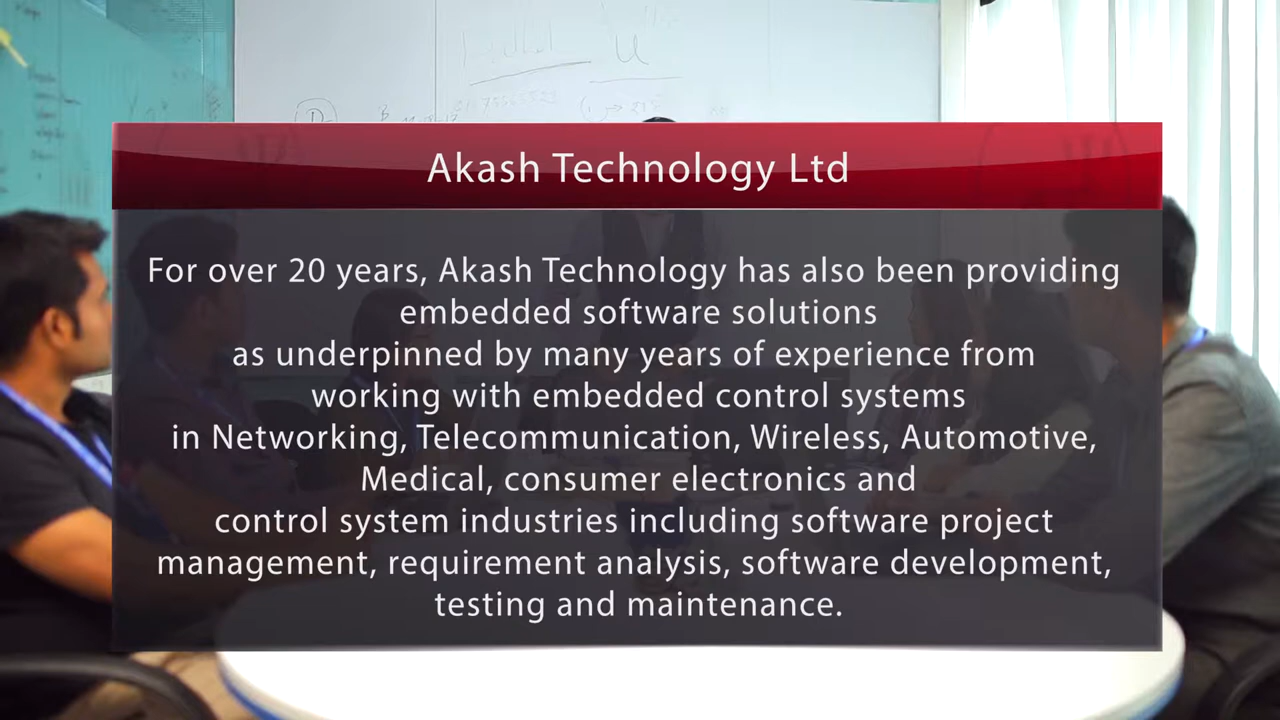 Akash Technology Ltd
For over 20 years, Akash Technology has also been providing
embedded software solutions
as underpinned by many years of experience from
working with embedded control systems
in Networking, Telecommunication, Wireless, Automotive,
Medical, consumer electronics and
control system industries including software project
management, requirement analysis, software development,
testing and maintenance.